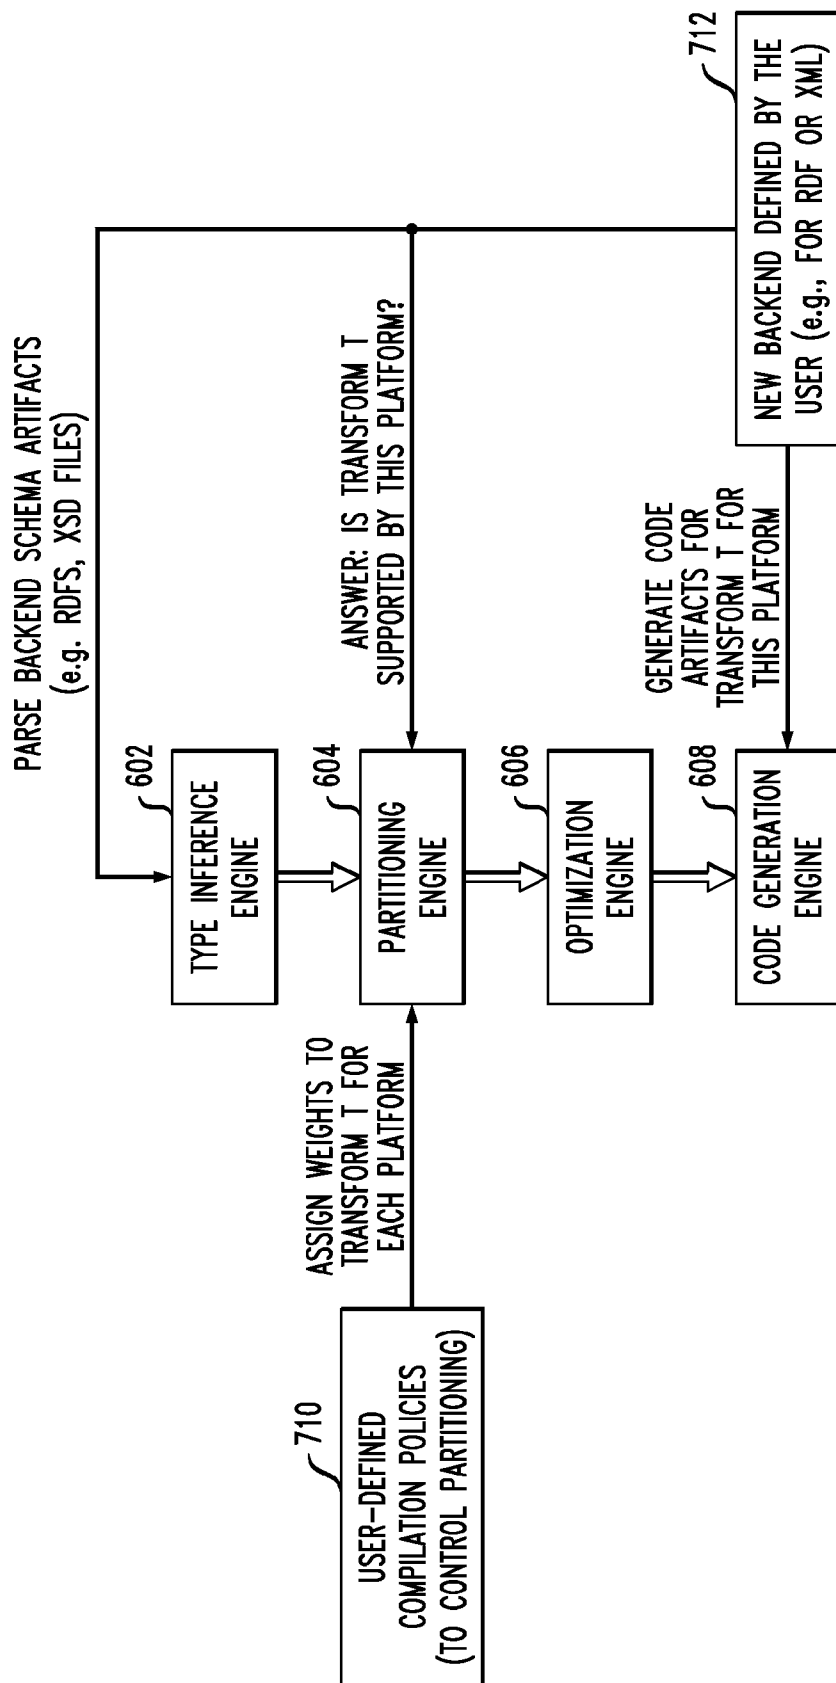 PARSE BACKEND SCHEMA ARTIFACTS
(e.g. RDFS, XSD FILES)
602
TYPE INFERENCE
ENGINE
710
USER-DEFINED
COMPILATION POLICIES
(TO CONTROL PARTITIONING)
ASSIGN WEIGHTS TO
TRANSFORM T FOR
EACH PLATFORM
604
PARTITIONING
ENGINE
ANSWER: IS TRANSFORM T
SUPPORTED BY THIS PLATFORM?
606
OPTIMIZATION
ENGINE
608
CODE GENERATION
ENGINE
GENERATE CODE
ARTIFACTS FOR
TRANSFORM T FOR
THIS PLATFORM
712
NEW BACKEND DEFINED BY THE
USER (e.g., FOR RDF OR XML)